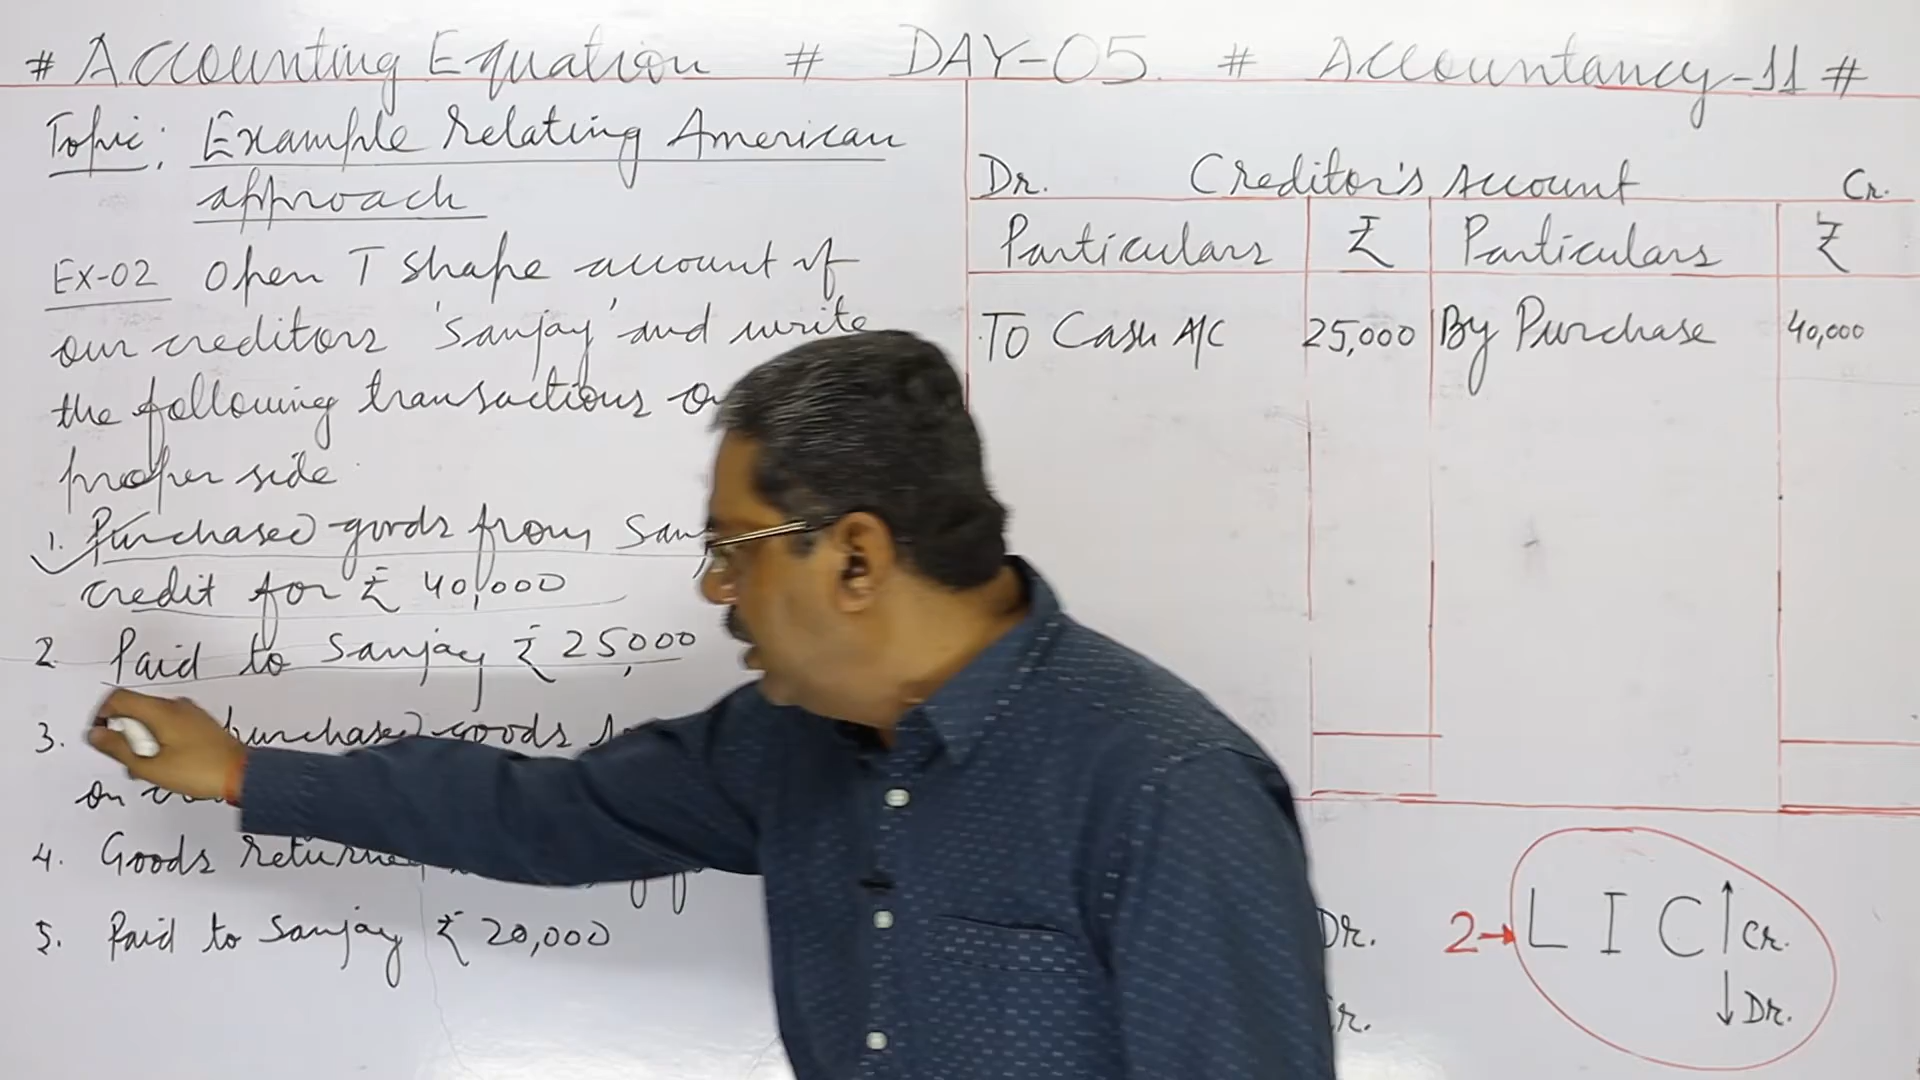 # Accounting Equation # DAY-05. # Accountancy-11 #
Topic: Example relating American
approach
Ex-02 Open T shape account of
our creditors 'Sanjay' and write
the following transactions
proper side.
1. Purchased goods from
credit for ₹ 40,000
2. Paid to Sanjay ₹ 25,000
3. purchased goods
on
4. Goods returned
5. Paid to Sanjay ₹ 20,000
Dr. Creditor's Account Cr.
Particulars ₹ Particulars ₹
To Cash A/C 25,000 By Purchase 40,000
Dr. 2→ L I C ↑ Cr.
↓ Dr.